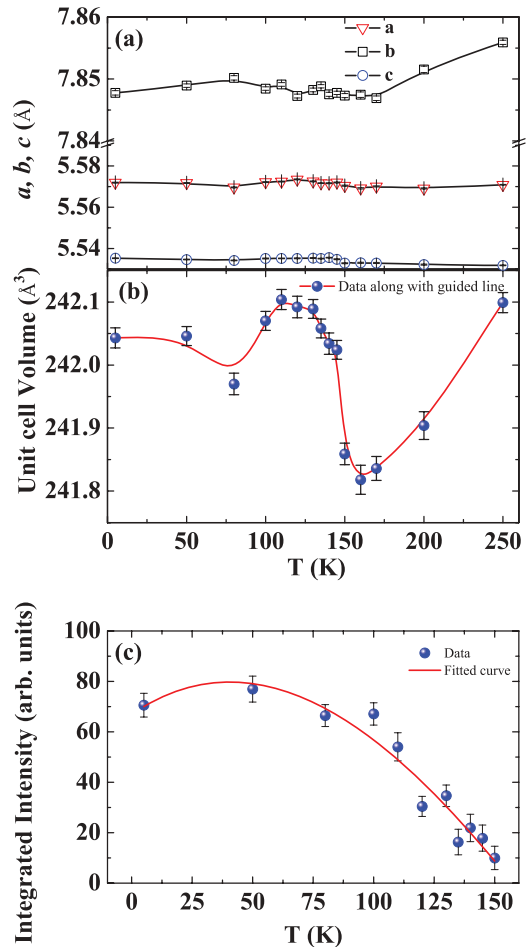 (a)
a
b
c
7.86
7.85
7.84
5.58
5.56
5.54
a, b, c (Å)
(b)
Data along with guided line
242.1
242.0
241.9
241.8
Unit cell Volume (Å³)
0 50 100 150 200 250
T (K)
(c)
Data
Fitted curve
100
80
60
40
20
0
Integrated Intensity (arb. units)
0 25 50 75 100 125 150
T (K)